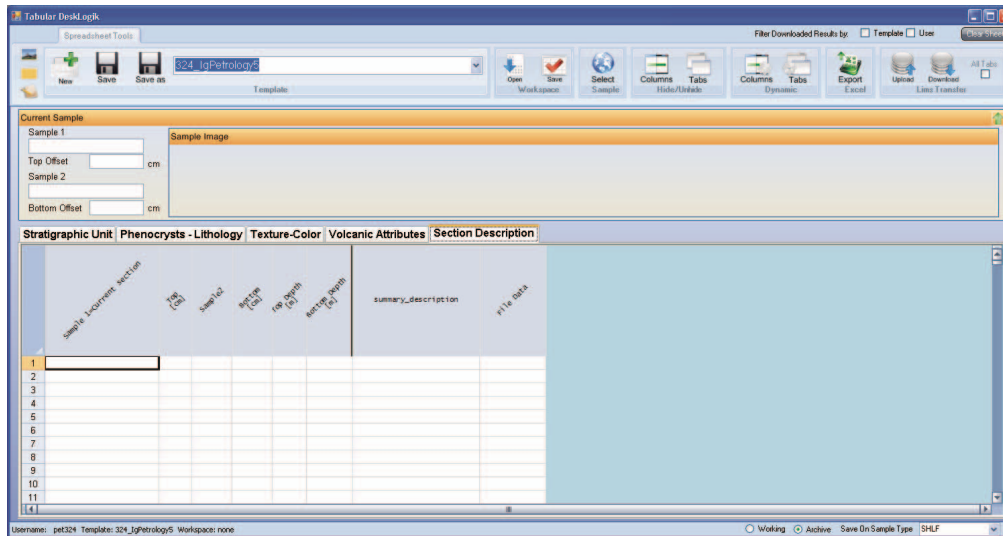 Tabular DeskLogik
Spreadsheet Tools
Filter Downloaded Results by: Template User Clear Sheet
New Save Save as 324_IgPetrology5 Open Save Select Columns Tabs Columns Tabs Export Upload Download All Tabs
Template Workspace Sample Hide/Unhide Dynamic Excel Lims Transfer
Current Sample
Sample 1
Sample Image
Top Offset cm
Sample 2
Bottom Offset cm
Stratigraphic Unit Phenocrysts - Lithology Texture-Color Volcanic Attributes Section Description
Sample 1=current section Top (cm) Sample2 Bottom (cm) Top Depth (m) Bottom Depth (m) summary_description File Data
1
2
3
4
5
6
7
8
9
10
11
Username: pet324 Template: 324_IgPetrology5 Workspace: none Working Archive Save On Sample Type SHLF